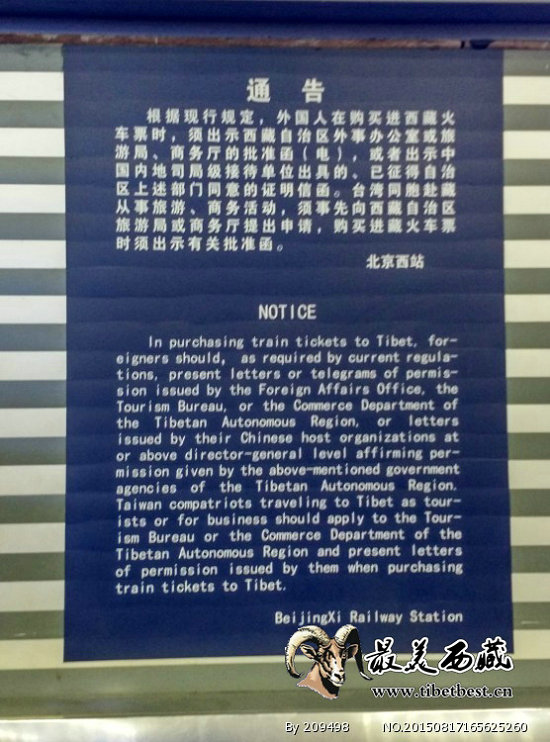 通 告
根据现行规定，外国人在购买进西藏火
车票时，须出示西藏自治区外事办公室或旅
游局、商务厅的批准函（电），或者出示中
国内地司局级接待单位出具的、已征得自治
区上述部门同意的证明信函。台湾同胞赴藏
从事旅游、商务活动，须事先向西藏自治区
旅游局或商务厅提出申请，购买进藏火车票
时须出示有关批准函。
北京西站
NOTICE
In purchasing train tickets to Tibet, for-
eigners should, as required by current regula-
tions, present letters or telegrams of permis-
sion issued by the Foreign Affairs Office, the
Tourism Bureau, or the Commerce Department of
the Tibetan Autonomous Region, or letters
issued by their Chinese host organizations at
or above director-general level affirming per-
mission given by the above-mentioned government
agencies of the Tibetan Autonomous Region.
Taiwan compatriots traveling to Tibet as tour-
ists or for business should apply to the Tour-
ism Bureau or the Commerce Department of the
Tibetan Autonomous Region and present letters
of permission issued by them when purchasing
train tickets to Tibet.
BeijingXi Railway Station
最美西藏
www.tibetbest.cn
By 209498 NO.20150817165625260